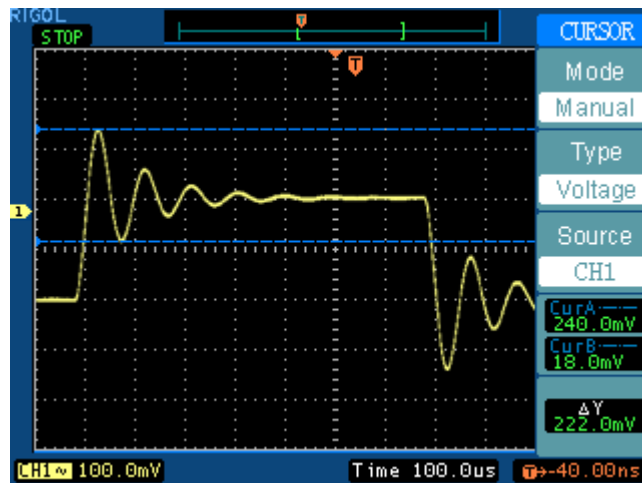 RIGOL
STOP
T
T
1
CURSOR
Mode
Manual
Type
Voltage
Source
CH1
CurA:
240.0mV
CurB:
18.0mV
ΔY
222.0mV
CH1~ 100.0mV
Time 100.0us
T→-40.00ns